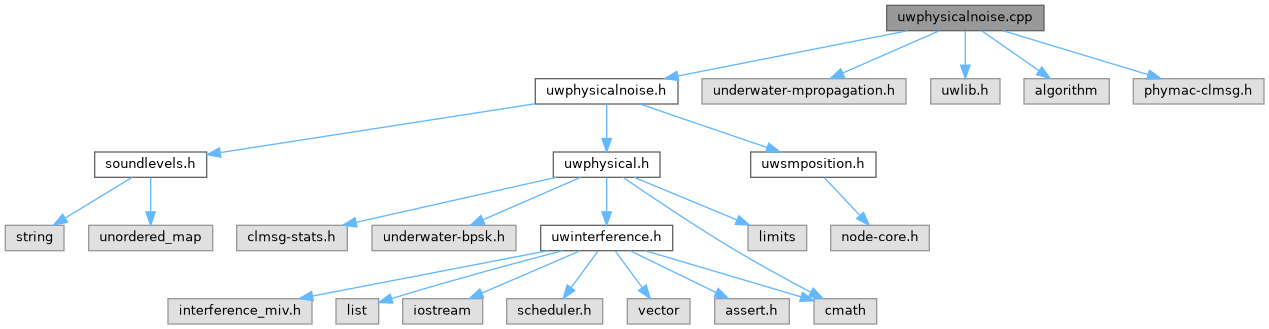 uwphysicalnoise.cpp
uwphysicalnoise.h
underwater-mpropagation.h
uwlib.h
algorithm
phymac-clmsg.h
soundlevels.h
uwphysical.h
uwsmposition.h
string
unordered_map
clmsg-stats.h
underwater-bpsk.h
uwinterference.h
limits
node-core.h
interference_miv.h
list
iostream
scheduler.h
vector
assert.h
cmath